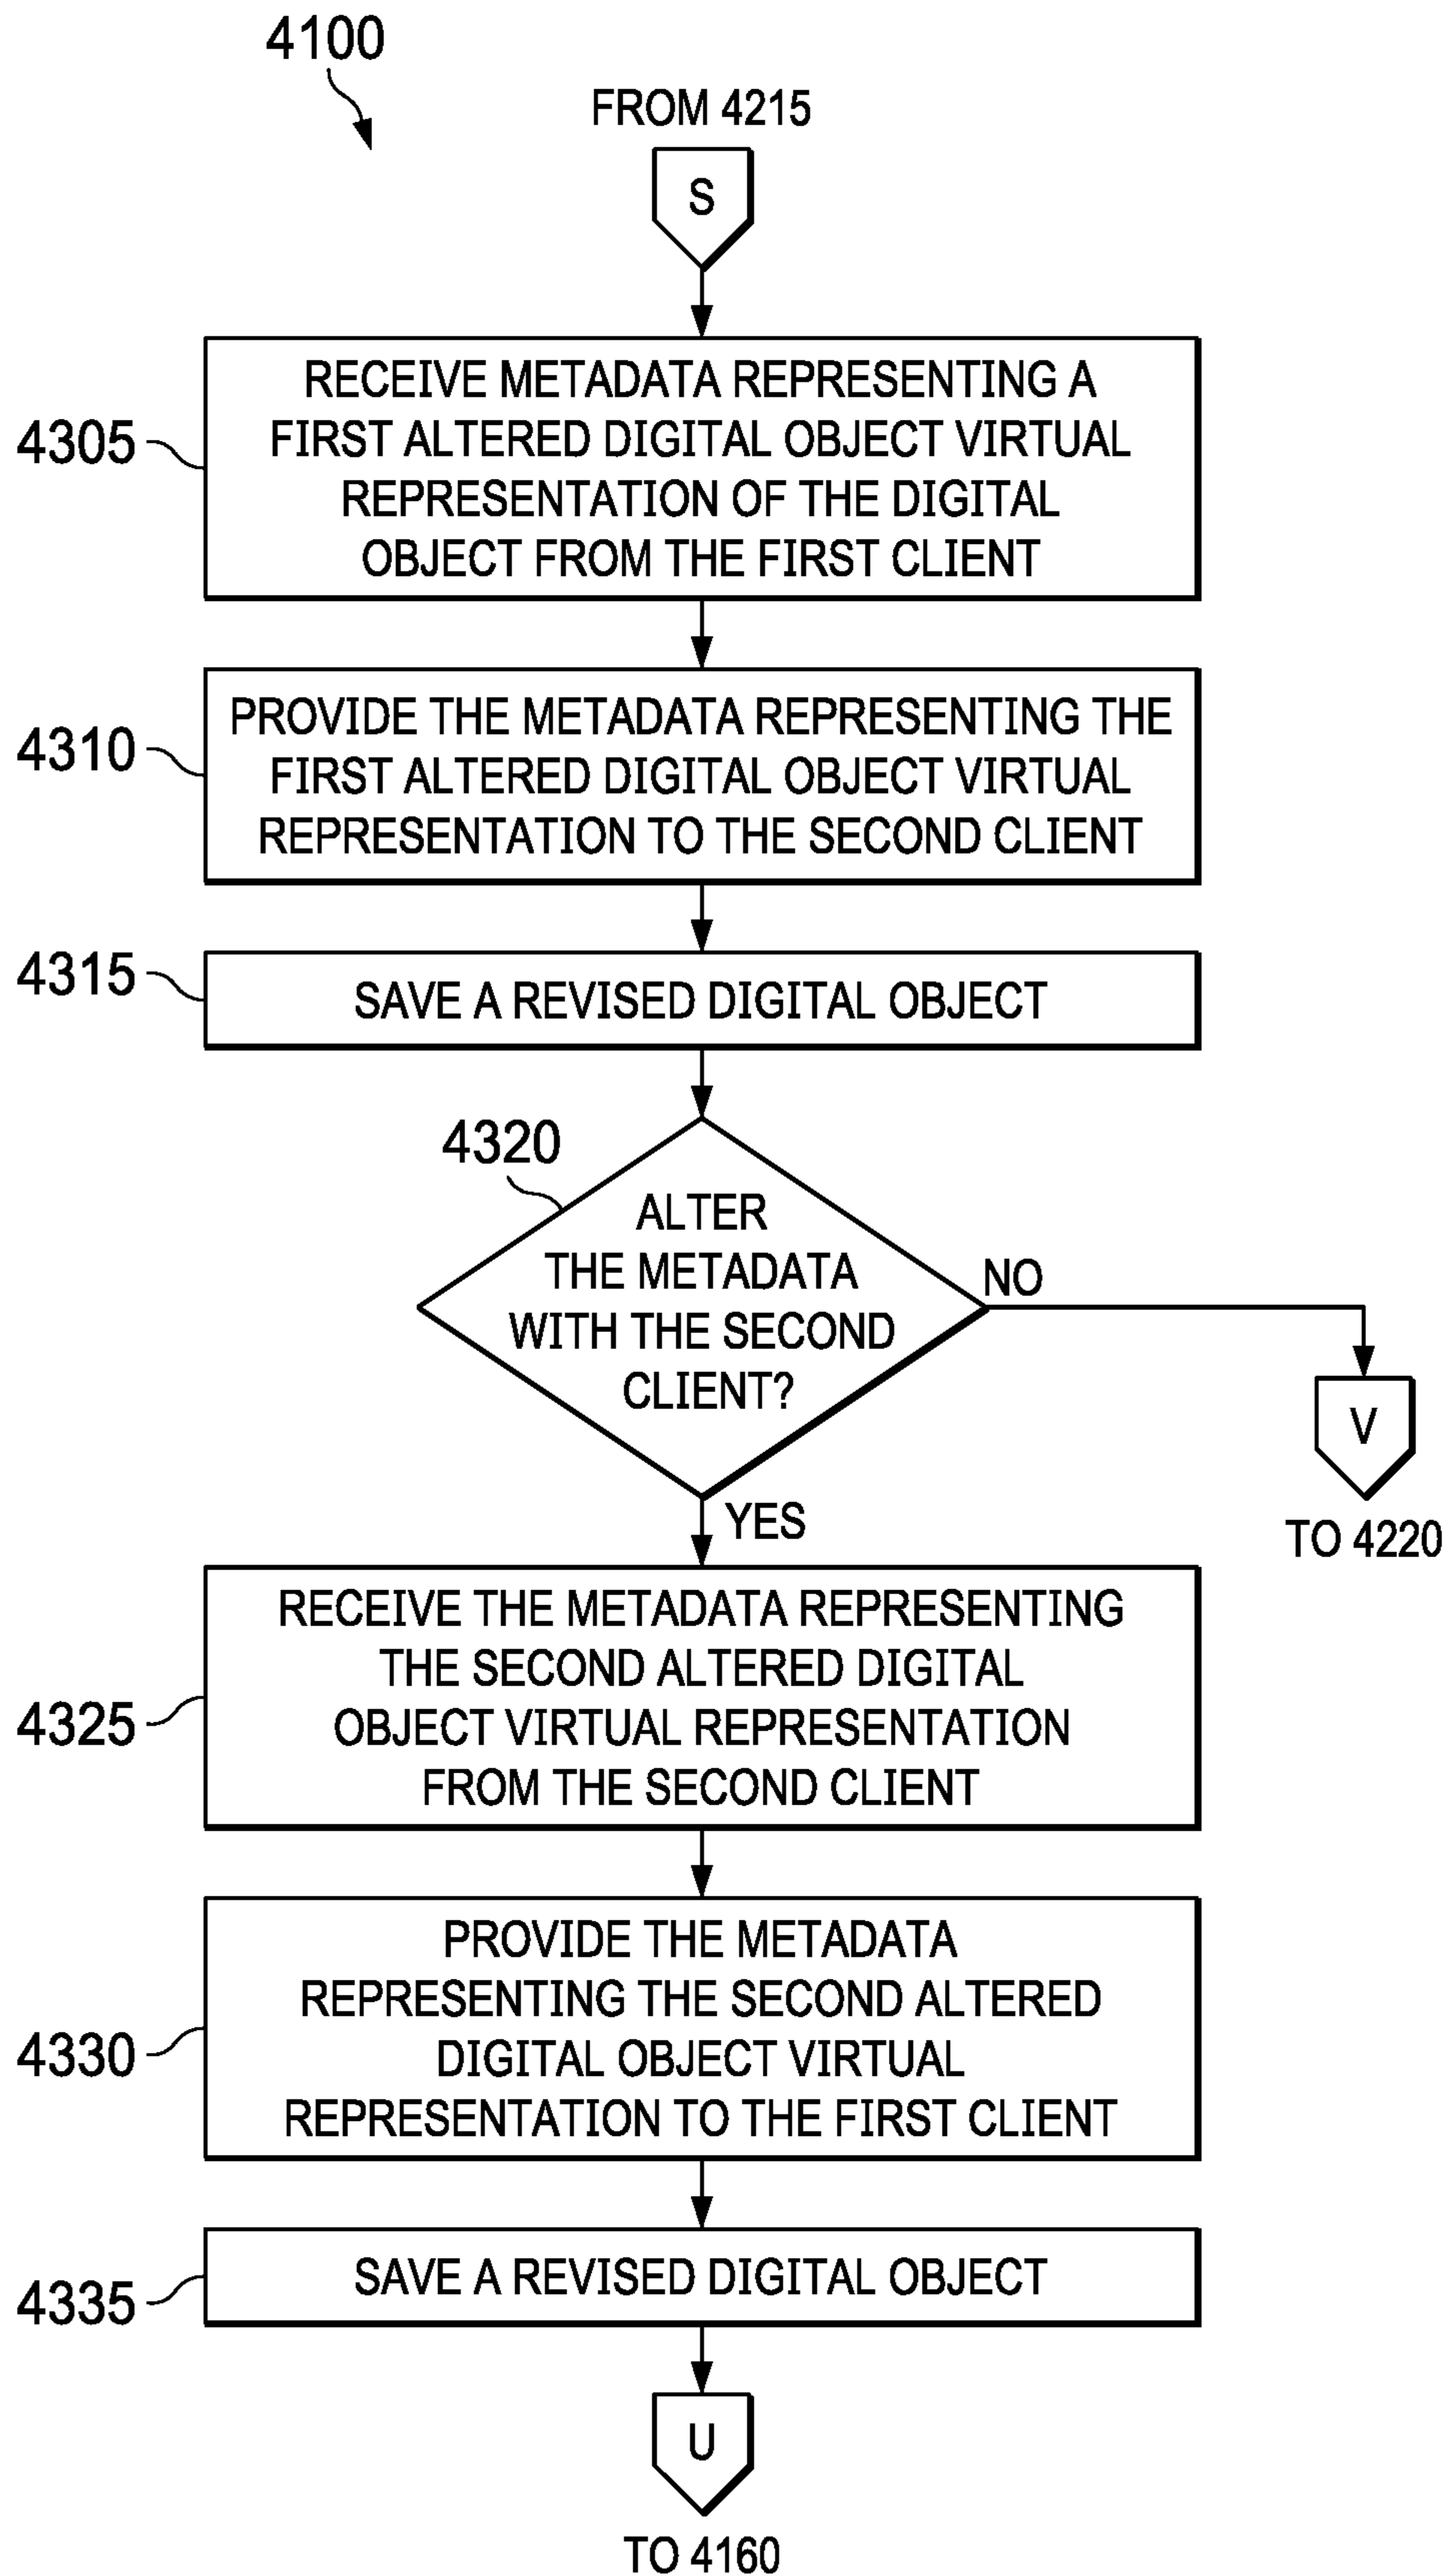 4100
FROM 4215
S
4305
RECEIVE METADATA REPRESENTING A
FIRST ALTERED DIGITAL OBJECT VIRTUAL
REPRESENTATION OF THE DIGITAL
OBJECT FROM THE FIRST CLIENT
4310
PROVIDE THE METADATA REPRESENTING THE
FIRST ALTERED DIGITAL OBJECT VIRTUAL
REPRESENTATION TO THE SECOND CLIENT
4315
SAVE A REVISED DIGITAL OBJECT
4320
ALTER
THE METADATA
WITH THE SECOND
CLIENT?
NO
V
TO 4220
YES
4325
RECEIVE THE METADATA REPRESENTING
THE SECOND ALTERED DIGITAL
OBJECT VIRTUAL REPRESENTATION
FROM THE SECOND CLIENT
4330
PROVIDE THE METADATA
REPRESENTING THE SECOND ALTERED
DIGITAL OBJECT VIRTUAL
REPRESENTATION TO THE FIRST CLIENT
4335
SAVE A REVISED DIGITAL OBJECT
U
TO 4160